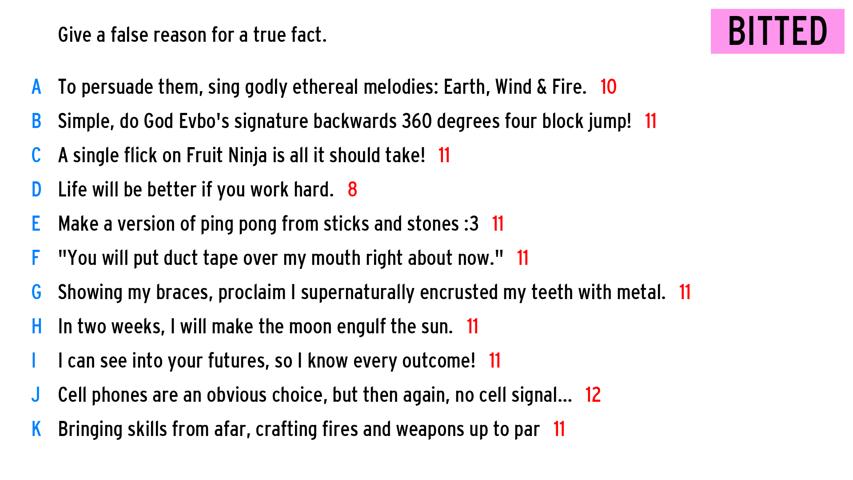 Give a false reason for a true fact.
BITTED
A To persuade them, sing godly ethereal melodies: Earth, Wind & Fire. 10
B Simple, do God Evbo's signature backwards 360 degrees four block jump! 11
C A single flick on Fruit Ninja is all it should take! 11
D Life will be better if you work hard. 8
E Make a version of ping pong from sticks and stones :3 11
F "You will put duct tape over my mouth right about now." 11
G Showing my braces, proclaim I supernaturally encrusted my teeth with metal. 11
H In two weeks, I will make the moon engulf the sun. 11
I I can see into your futures, so I know every outcome! 11
J Cell phones are an obvious choice, but then again, no cell signal... 12
K Bringing skills from afar, crafting fires and weapons up to par 11